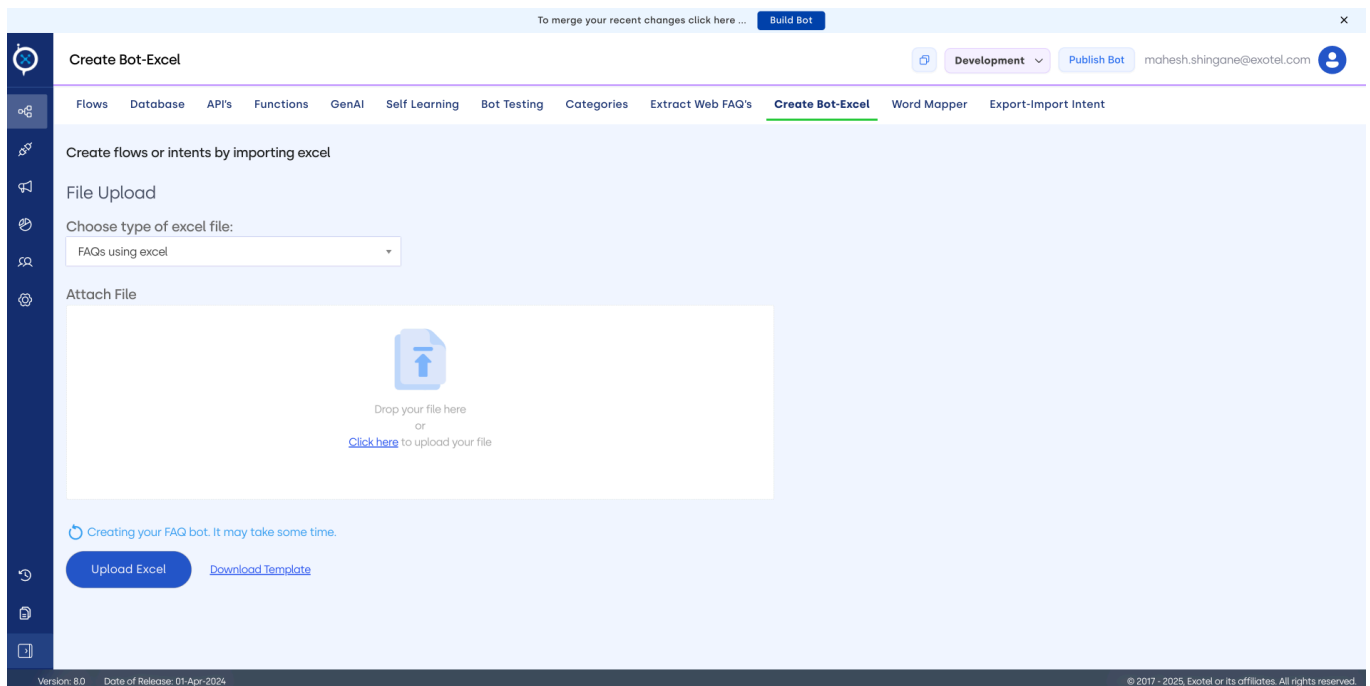 To merge your recent changes click here ... Build Bot
Create Bot-Excel
Development
Publish Bot
mahesh.shingane@exotel.com
Flows Database API's Functions GenAI Self Learning Bot Testing Categories Extract Web FAQ's Create Bot-Excel Word Mapper Export-Import Intent
Create flows or intents by importing excel
File Upload
Choose type of excel file:
FAQs using excel
Attach File
Drop your file here
or
Click here to upload your file
Creating your FAQ bot. It may take some time.
Upload Excel Download Template
Version: 8.0 Date of Release: 01-Apr-2024 © 2017 - 2025, Exotel or its affiliates. All rights reserved.